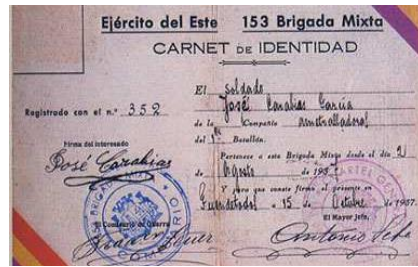 Ejército del Este 153 Brigada Mixta
CARNET DE IDENTIDAD
El soldado
José Carabias García
Registrado con el n.º 352
de la Compañía ametralladoras
del 1er Batallón.
Firma del interesado
Pertenece a esta Brigada Mixta desde el día 2
José Carabias
de Agosto de 193
Y para que conste firmo el presente en
a 15 de Octubre de 1937.
El Comisario de Guerra
El Mayor Jefe,
Antonio